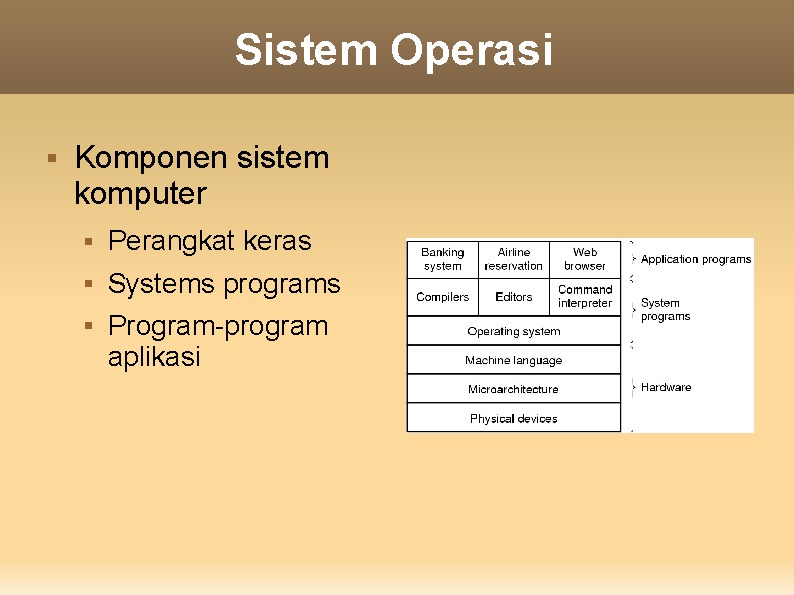 Sistem Operasi
Komponen sistem
komputer
Perangkat keras
Systems programs
Program-program
aplikasi
Banking
system
Airline
reservation
Web
browser
Application programs
Compilers
Editors
Command
interpreter
System
programs
Operating system
Machine language
Microarchitecture
Hardware
Physical devices